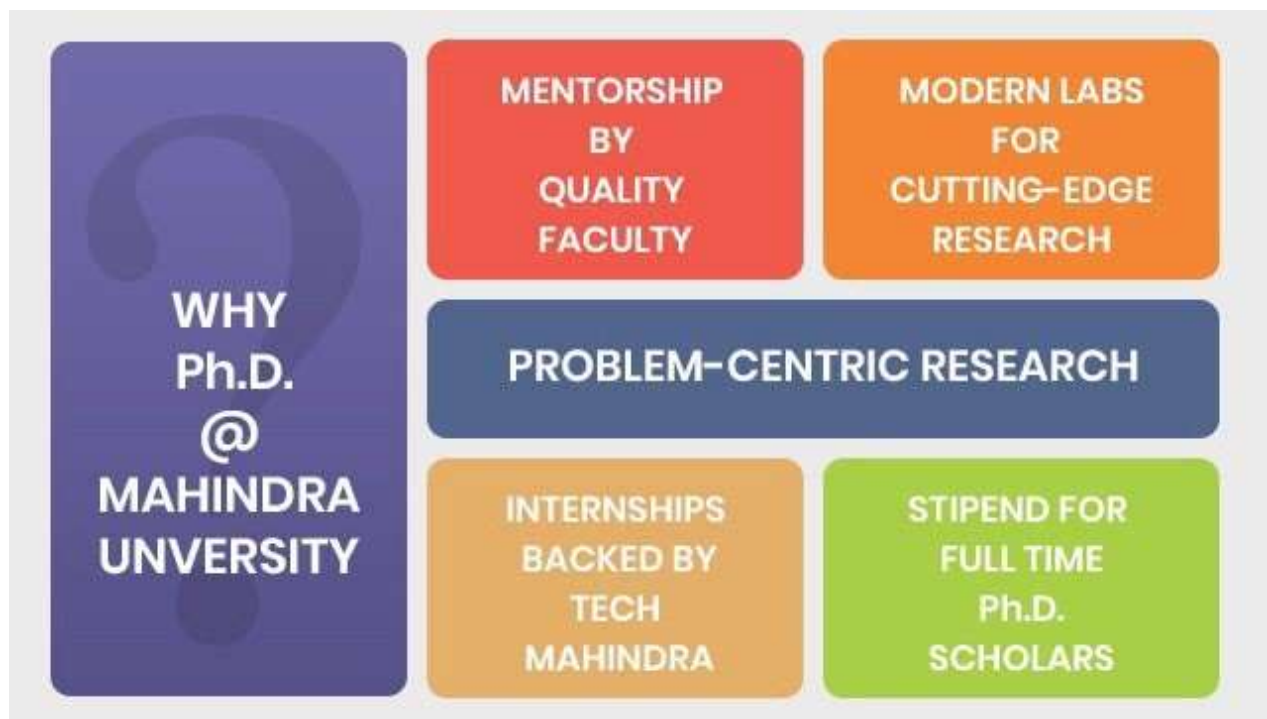 WHY
Ph.D.
@
MAHINDRA
UNVERSITY
MENTORSHIP
BY
QUALITY
FACULTY
MODERN LABS
FOR
CUTTING-EDGE
RESEARCH
PROBLEM-CENTRIC RESEARCH
INTERNSHIPS
BACKED BY
TECH
MAHINDRA
STIPEND FOR
FULL TIME
Ph.D.
SCHOLARS